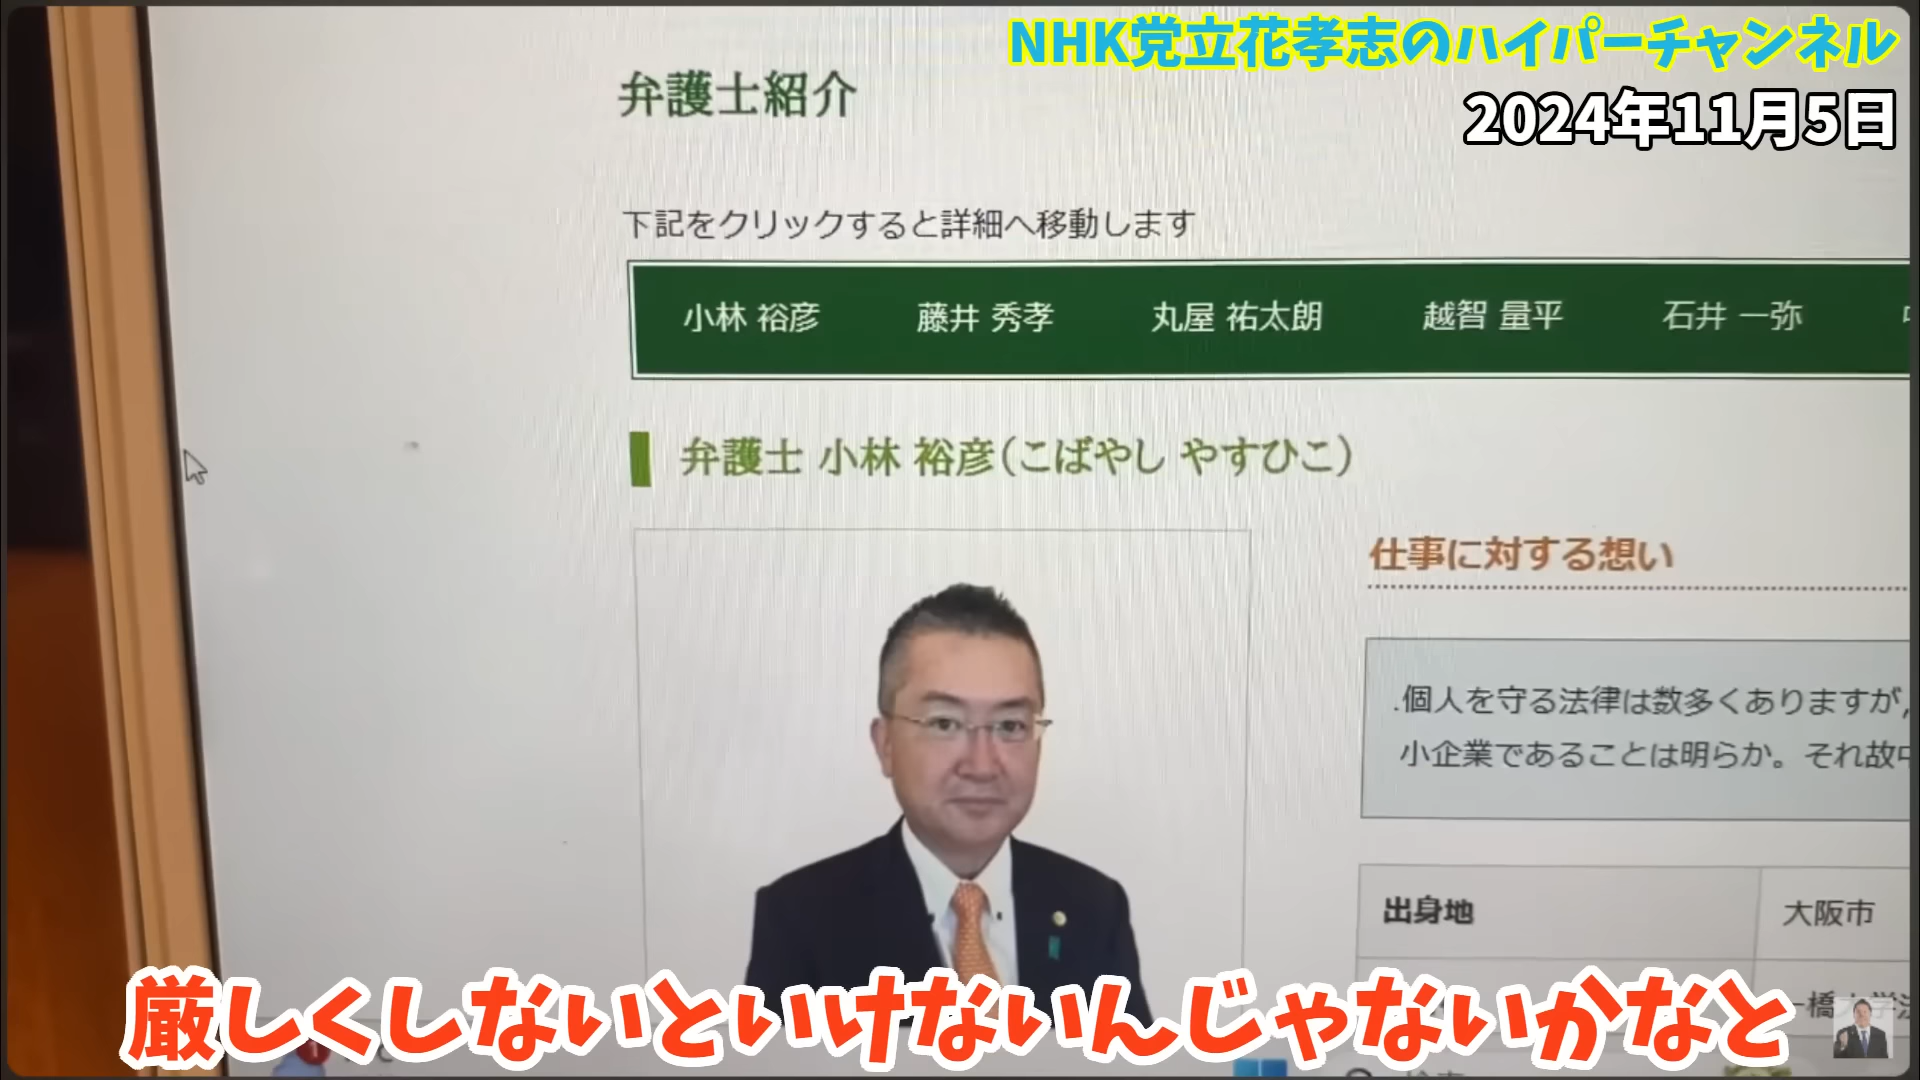 NHK党立花孝志のハイパーチャンネル
2024年11月5日
弁護士紹介
下記をクリックすると詳細へ移動します
小林 裕彦
藤井 秀孝
丸屋 祐太朗
越智 量平
石井 一弥
弁護士 小林 裕彦（こばやし やすひこ）
仕事に対する想い
.個人を守る法律は数多くありますが,
小企業であることは明らか。それ故中
出身地
大阪市
一橋大学法
厳しくしないといけないんじゃないかなと